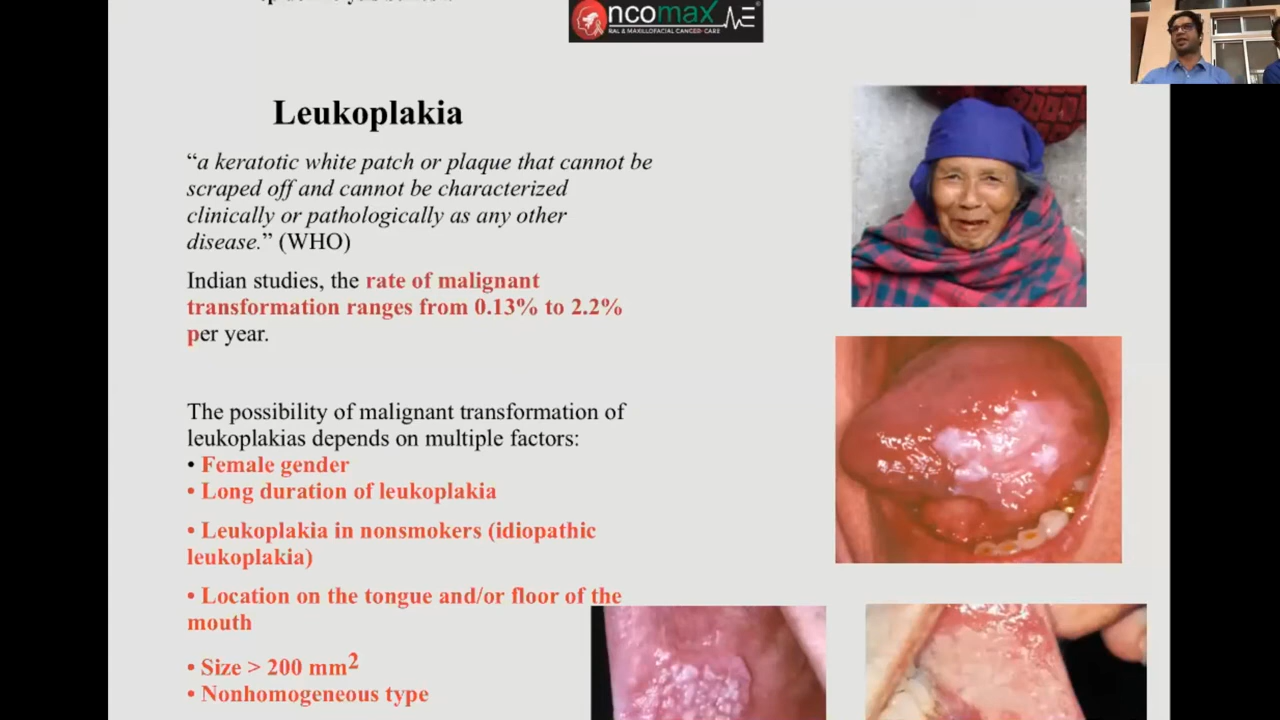 ncomax
RAL & MAXILLOFACIAL CANCER CARE
Leukoplakia
“a keratotic white patch or plaque that cannot be
scraped off and cannot be characterized
clinically or pathologically as any other
disease.” (WHO)
Indian studies, the rate of malignant
transformation ranges from 0.13% to 2.2%
per year.
The possibility of malignant transformation of
leukoplakias depends on multiple factors:
• Female gender
• Long duration of leukoplakia
• Leukoplakia in nonsmokers (idiopathic
leukoplakia)
• Location on the tongue and/or floor of the
mouth
• Size > 200 mm2
• Nonhomogeneous type